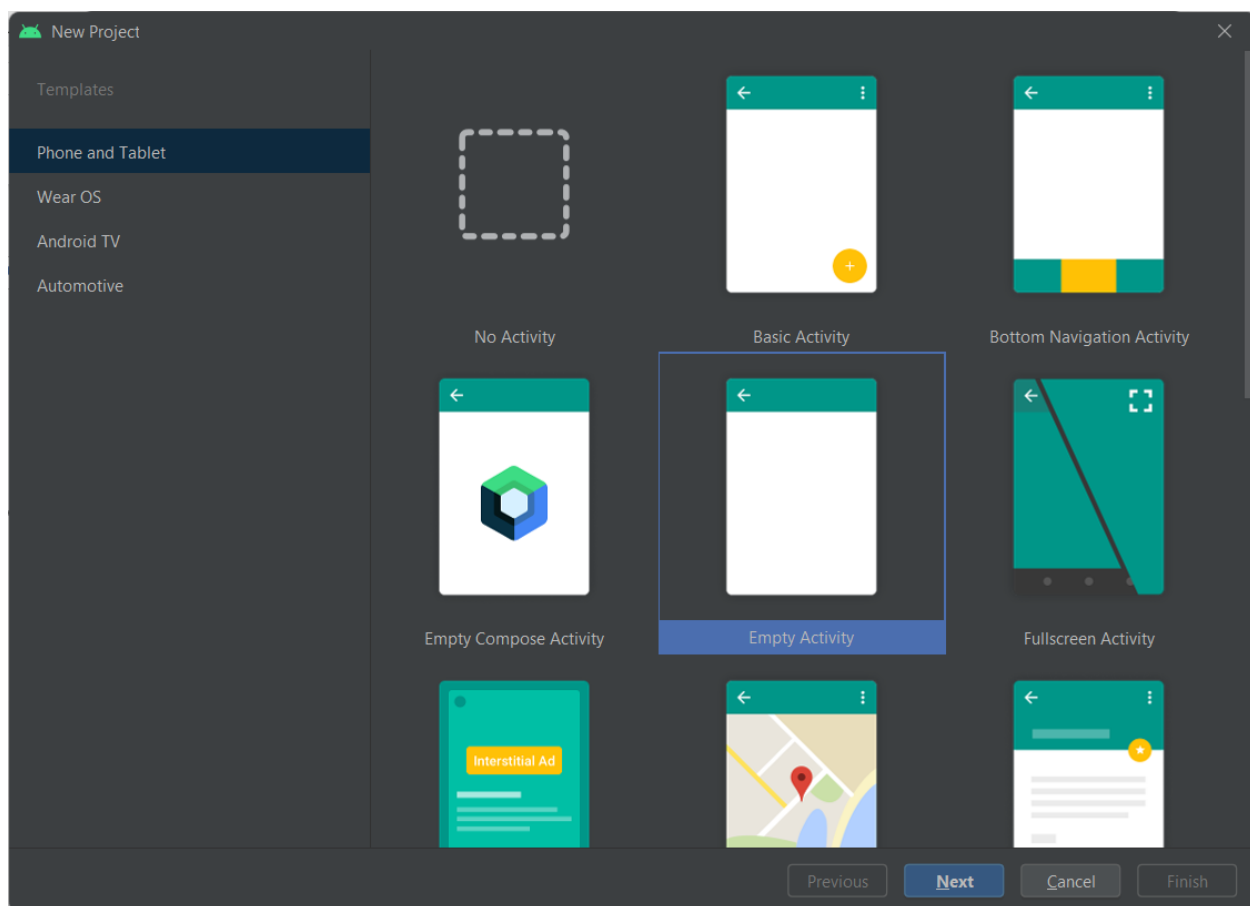 New Project
Templates
Phone and Tablet
Wear OS
Android TV
Automotive
No Activity
Basic Activity
Bottom Navigation Activity
Empty Compose Activity
Empty Activity
Fullscreen Activity
Interstitial Ad
Previous
Next
Cancel
Finish